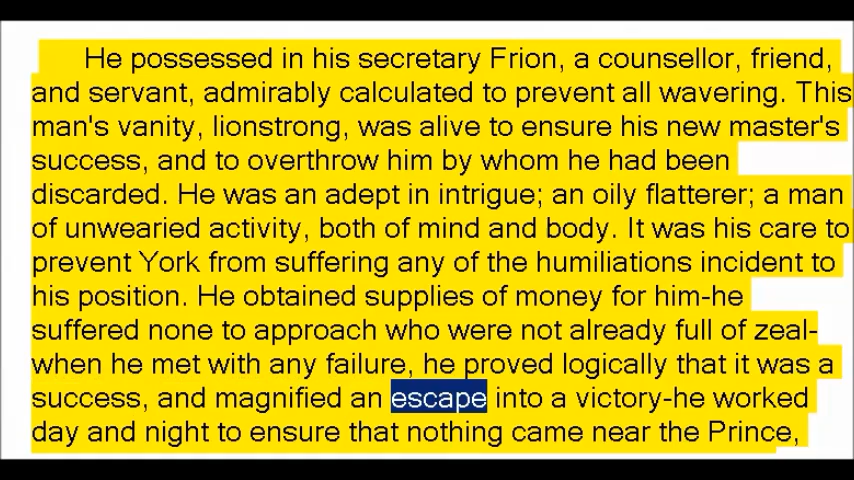 He possessed in his secretary Frion, a counsellor, friend,
and servant, admirably calculated to prevent all wavering. This
man's vanity, lionstrong, was alive to ensure his new master's
success, and to overthrow him by whom he had been
discarded. He was an adept in intrigue; an oily flatterer; a man
of unwearied activity, both of mind and body. It was his care to
prevent York from suffering any of the humiliations incident to
his position. He obtained supplies of money for him-he
suffered none to approach who were not already full of zeal-
when he met with any failure, he proved logically that it was a
success, and magnified an escape into a victory-he worked
day and night to ensure that nothing came near the Prince,